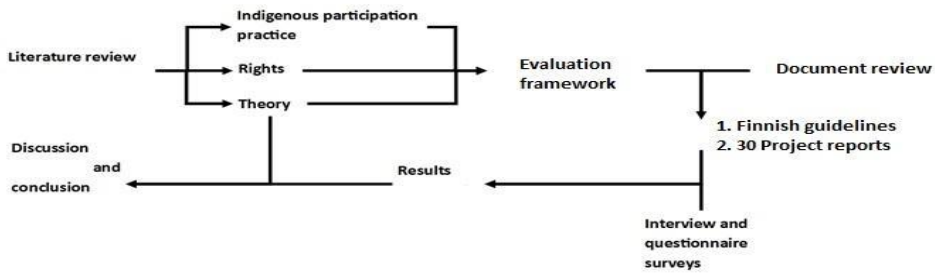 Literature review
Indigenous participation
practice
Rights
Theory
Evaluation
framework
Document review
1. Finnish guidelines
2. 30 Project reports
Discussion
and
conclusion
Results
Interview and
questionnaire
surveys